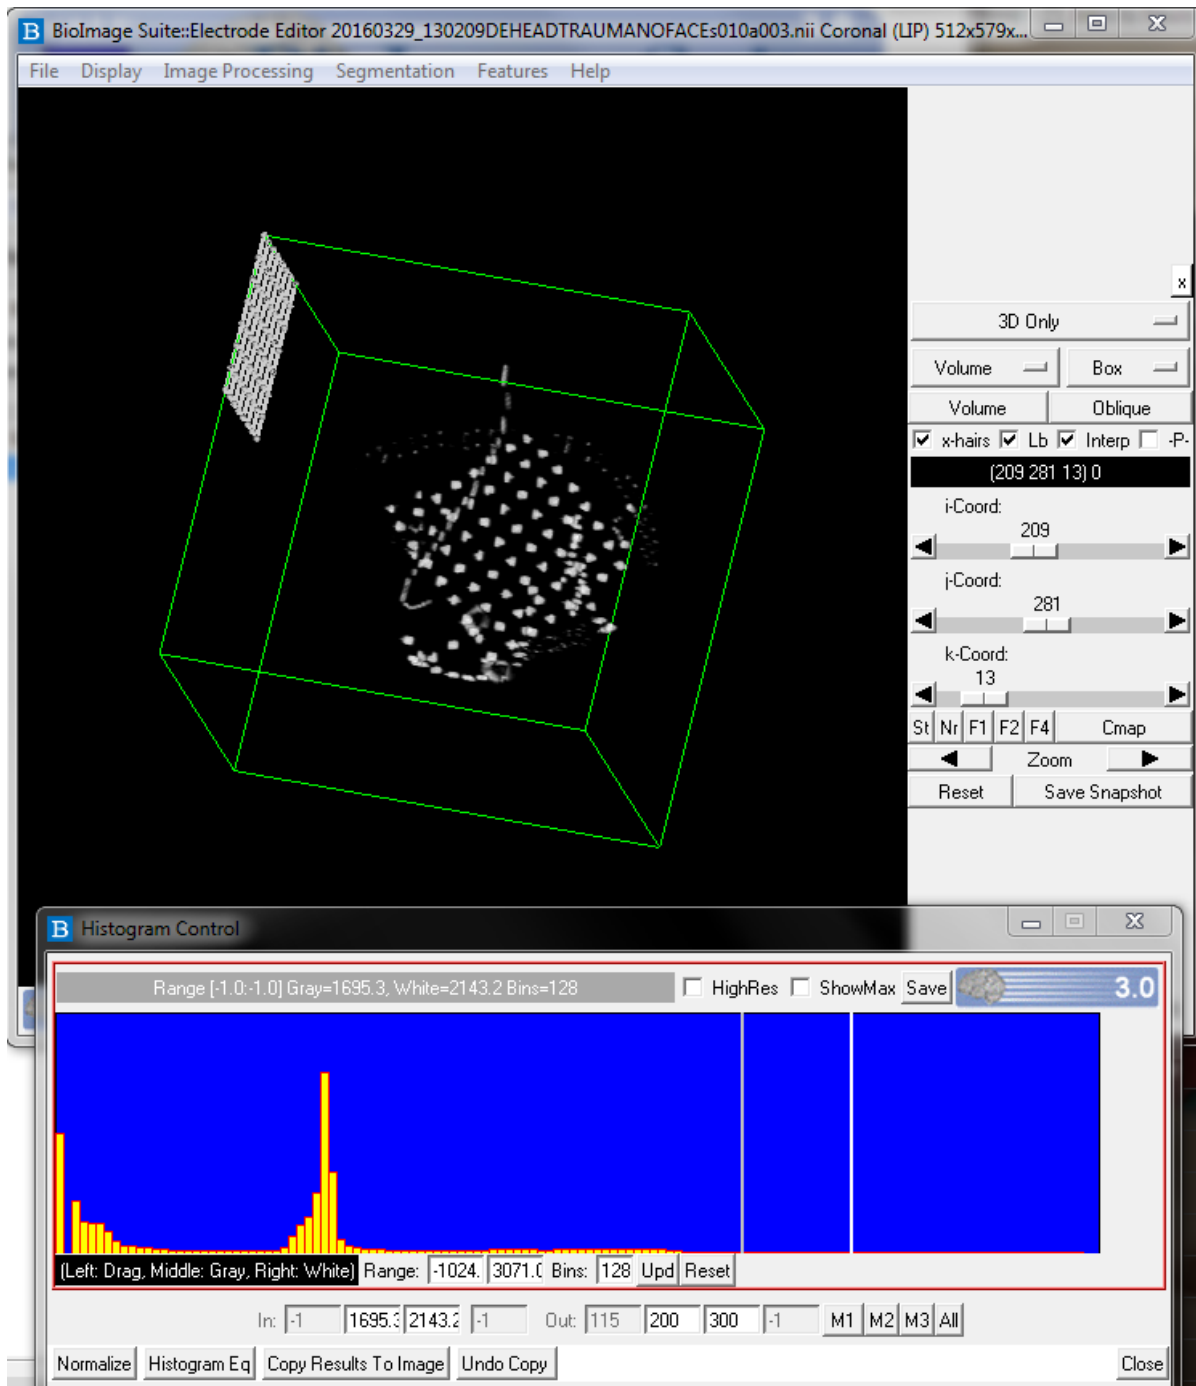 BioImage Suite::Electrode Editor 20160329_130209DEHEADTRAUMANOFACEs010a003.nii Coronal (LIP) 512x579x...
File Display Image Processing Segmentation Features Help
x
3D Only
Volume Box
Volume Oblique
x-hairs Lb Interp -P-
(209 281 13) 0
i-Coord:
209
j-Coord:
281
k-Coord:
13
St Nr F1 F2 F4 Cmap
Zoom
Reset Save Snapshot
B Histogram Control
Range [-1.0:-1.0] Gray=1695.3, White=2143.2 Bins=128 HighRes ShowMax Save 3.0
(Left: Drag, Middle: Gray, Right: White) Range: -1024. 3071.0 Bins: 128 Upd Reset
In: -1 1695.3 2143.2 -1 Out: 115 200 300 -1 M1 M2 M3 All
Normalize Histogram Eq Copy Results To Image Undo Copy Close